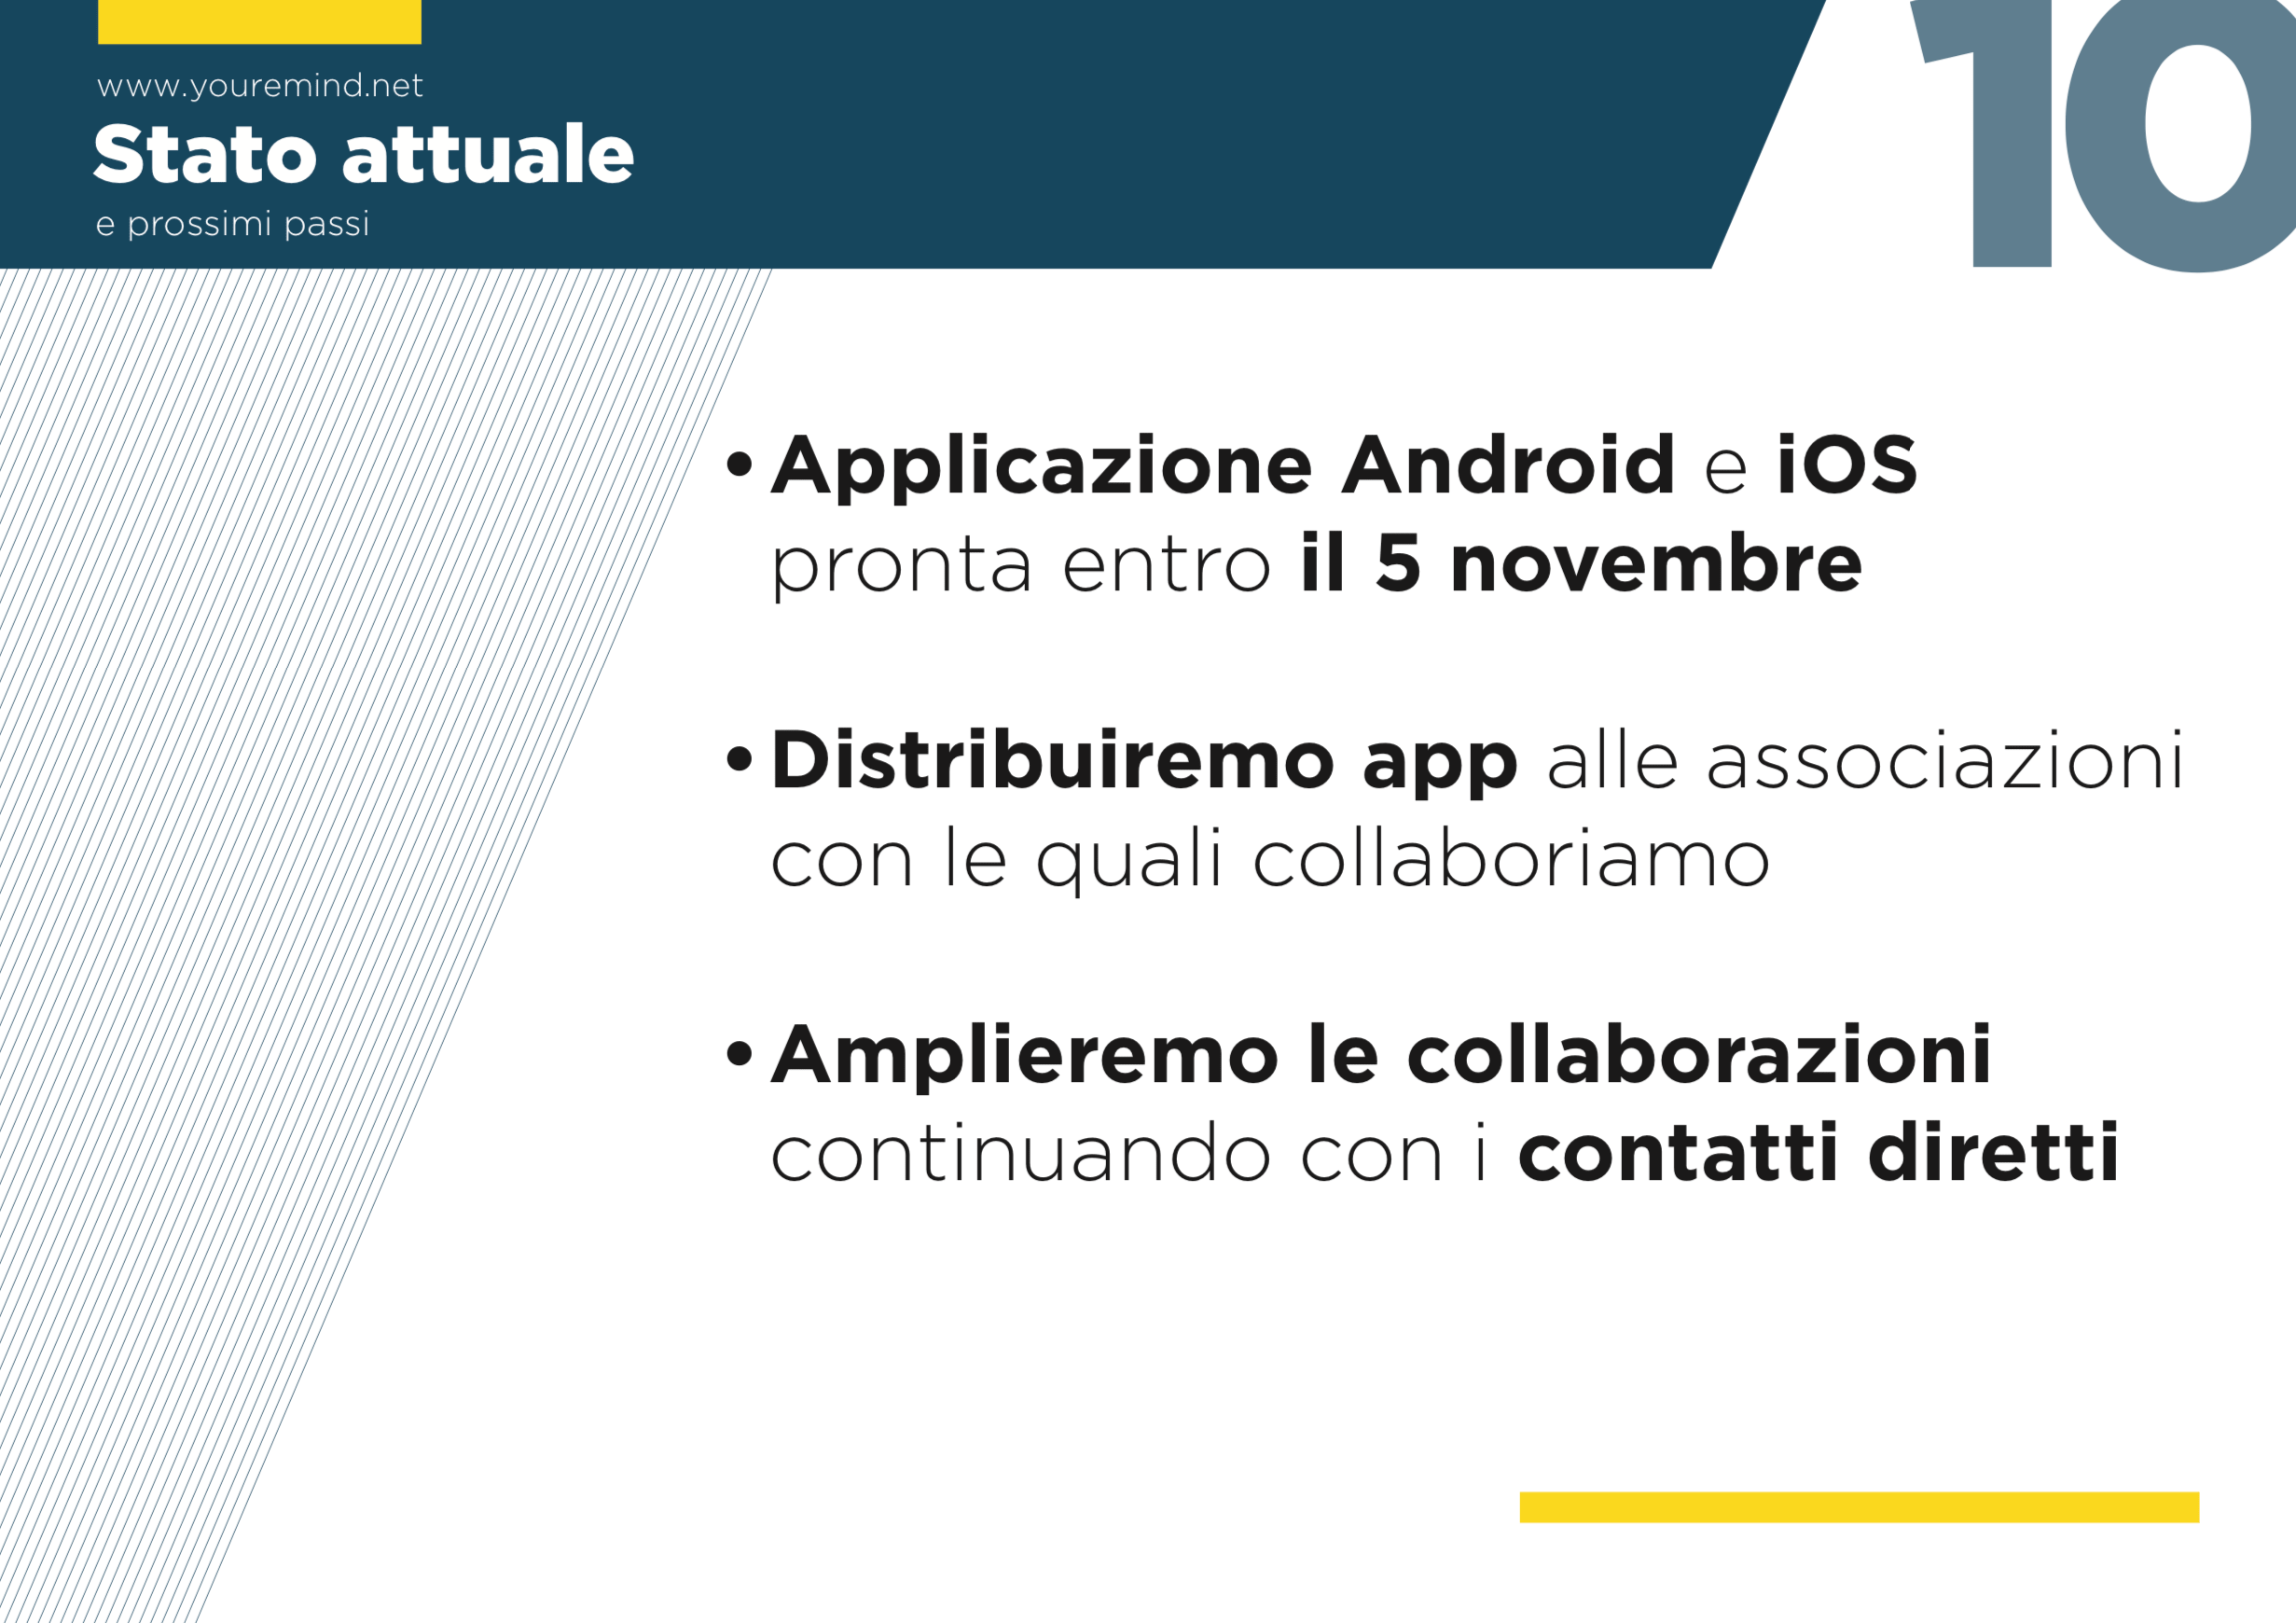 www.youremind.net
Stato attuale
e prossimi passi
10
• Applicazione Android e iOS
pronta entro il 5 novembre
• Distribuiremo app alle associazioni
con le quali collaboriamo
• Amplieremo le collaborazioni
continuando con i contatti diretti